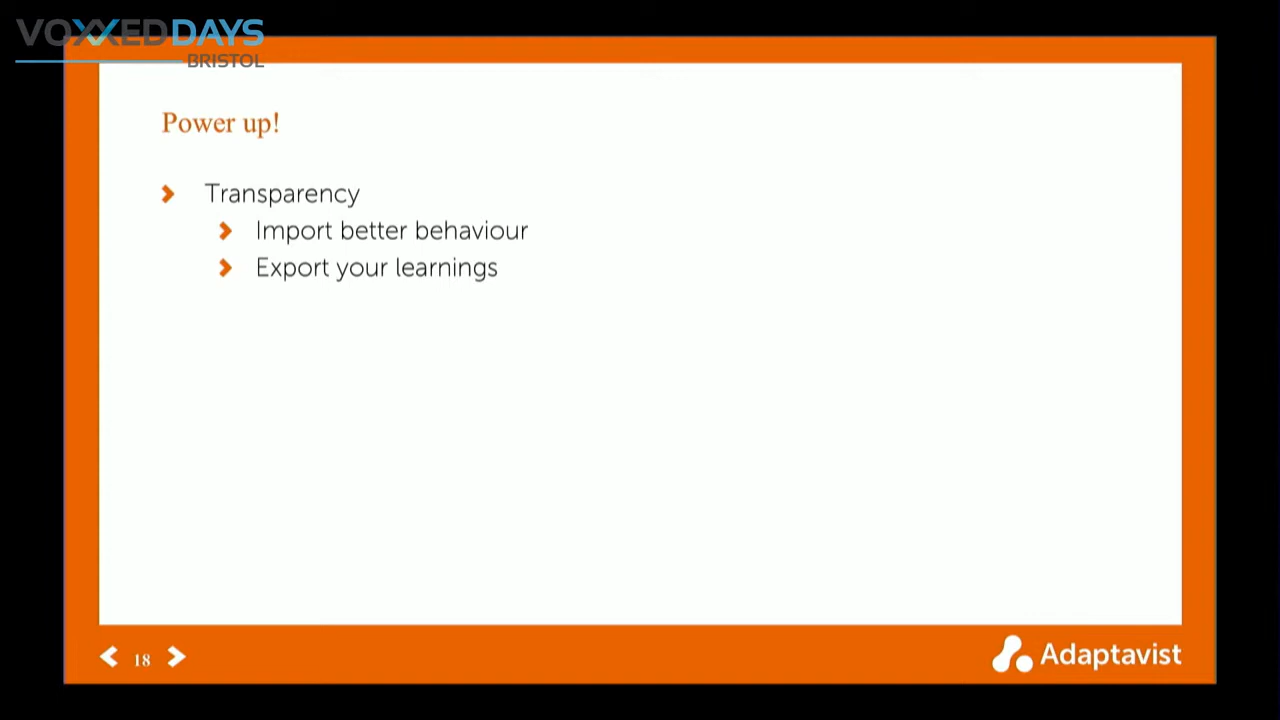 VOXXEDDAYS
BRISTOL
Power up!
Transparency
Import better behaviour
Export your learnings
18
Adaptavist